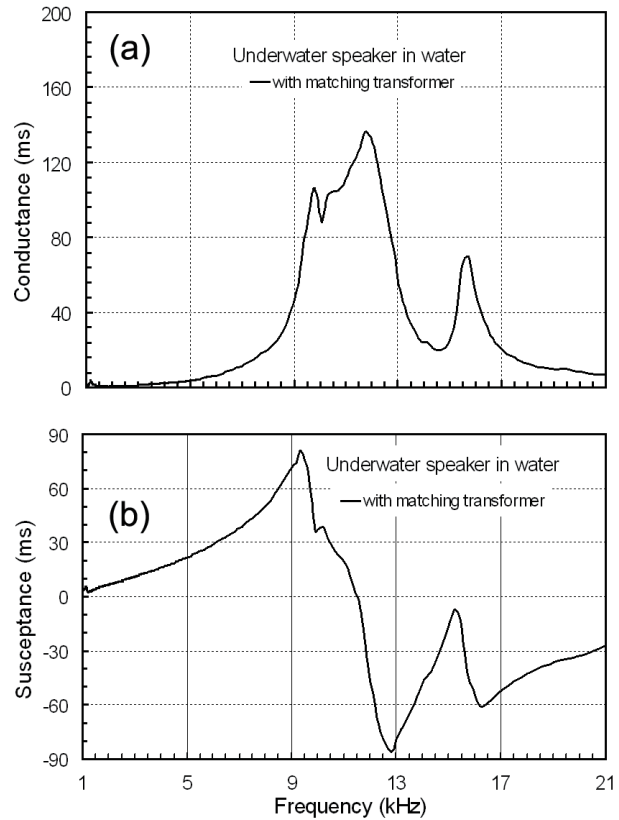 (a)
Underwater speaker in water
with matching transformer
Conductance (ms)
200
160
120
80
40
0
(b)
Underwater speaker in water
with matching transformer
Susceptance (ms)
90
60
30
0
-30
-60
-90
1 5 9 13 17 21
Frequency (kHz)